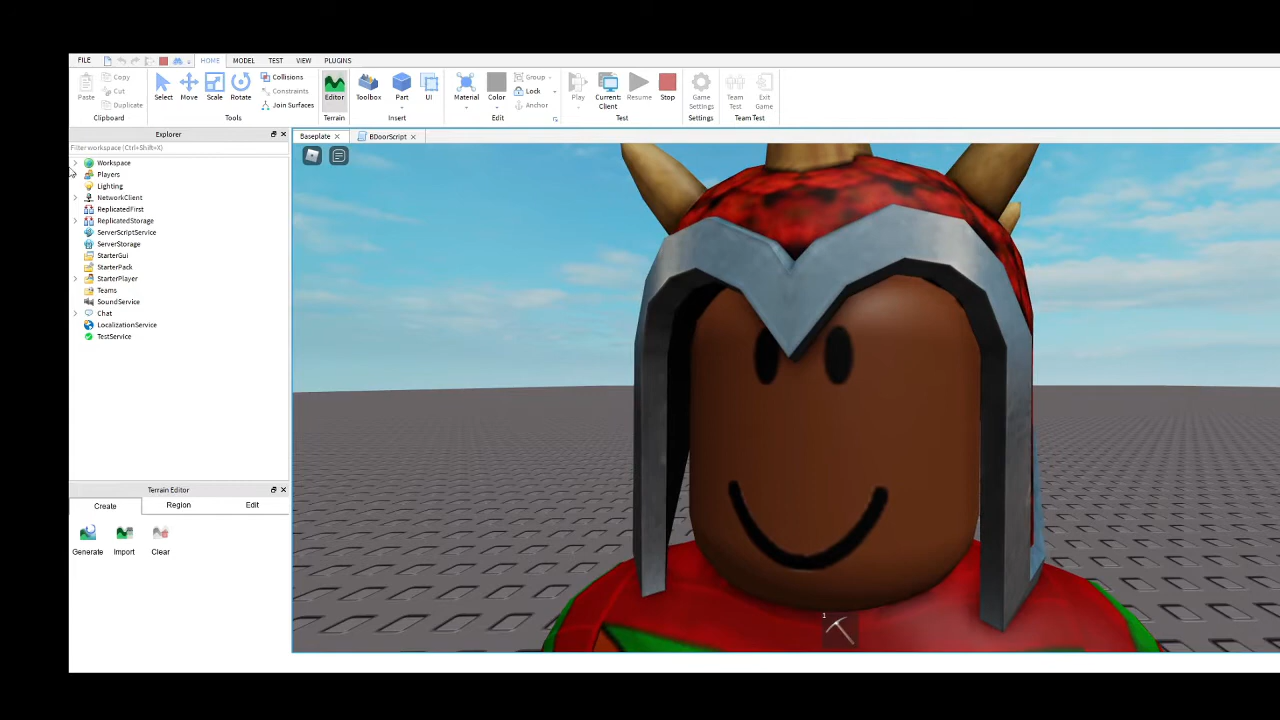 FILE HOME MODEL TEST VIEW PLUGINS
Paste Copy Cut Duplicate Select Move Scale Rotate Collisions Constraints Join Surfaces Editor Toolbox Part UI Material Color Group Lock Anchor Play Current: Client Resume Stop Game Settings Team Test Exit Game
Clipboard Tools Terrain Insert Edit Test Settings Team Test
Explorer
Baseplate BDoorScript
Filter workspace (Ctrl+Shift+X)
Workspace
Players
Lighting
NetworkClient
ReplicatedFirst
ReplicatedStorage
ServerScriptService
ServerStorage
StarterGui
StarterPack
StarterPlayer
Teams
SoundService
Chat
LocalizationService
TestService
Terrain Editor
Create Region Edit
Generate Import Clear
1